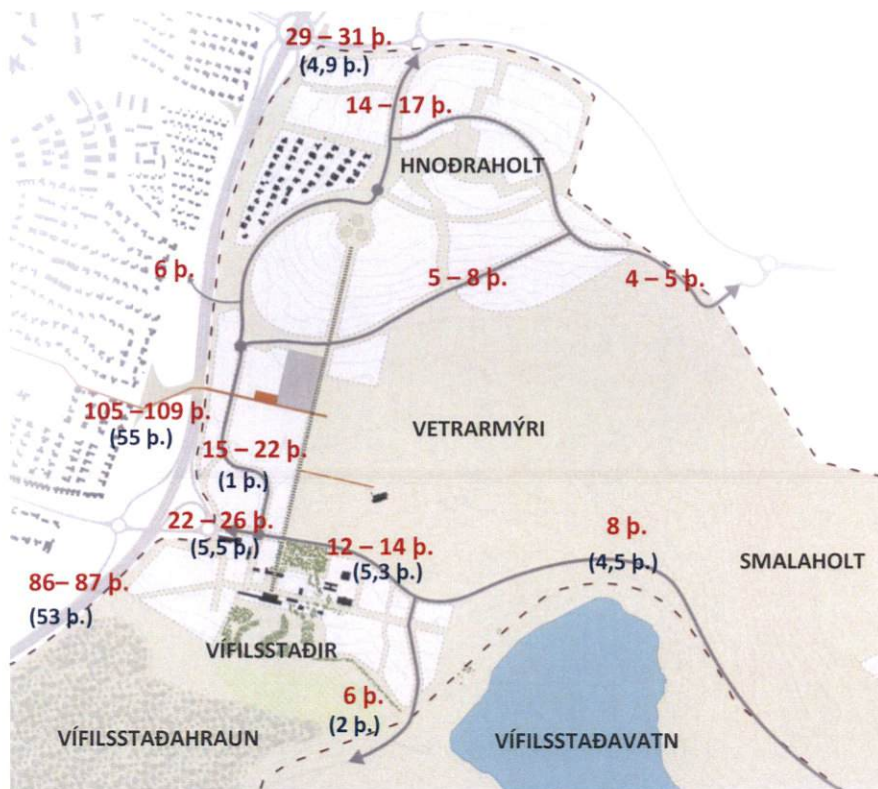 29 – 31 þ.
(4,9 þ.)
14 – 17 þ.
HNOÐRAHOLT
6 þ.
5 – 8 þ.
4 – 5 þ.
105 –109 þ.
(55 þ.)
VETRARMÝRI
15 – 22 þ.
(1 þ.)
22 – 26 þ.
(5,5 þ.)
12 – 14 þ.
(5,3 þ.)
8 þ.
(4,5 þ.)
SMALAHOLT
86– 87 þ.
(53 þ.)
VÍFILSSTAÐIR
6 þ.
(2 þ.)
VÍFILSSTAÐAHRAUN
VÍFILSSTAÐAVATN